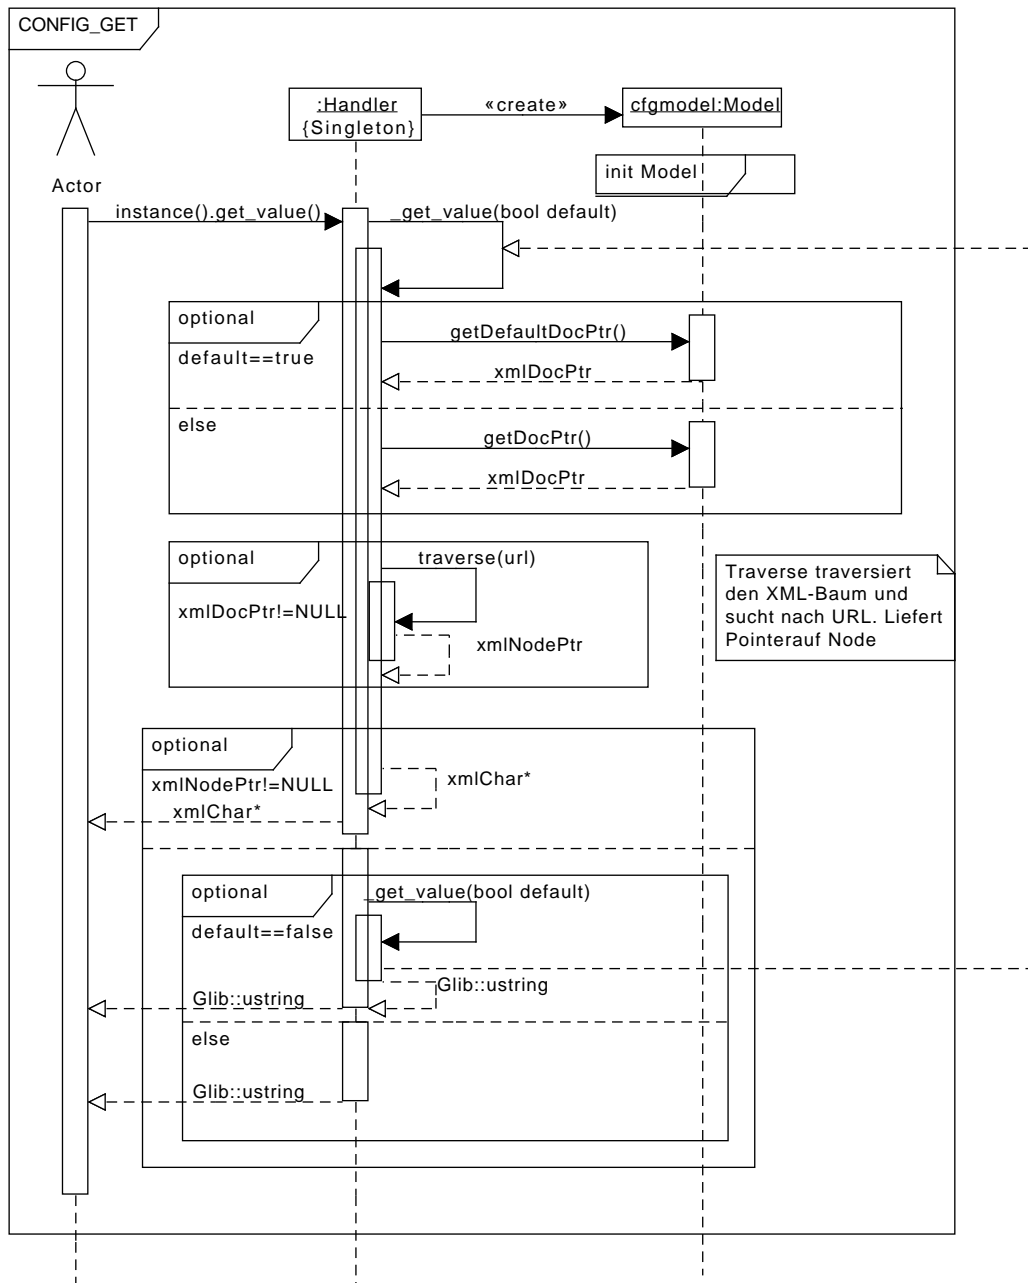 CONFIG_GET
:Handler
{Singleton}
«create»
cfgmodel:Model
init Model
Actor
instance().get_value()
_get_value(bool default)
optional
default==true
getDefaultDocPtr()
xmlDocPtr
else
getDocPtr()
xmlDocPtr
optional
xmlDocPtr!=NULL
traverse(url)
xmlNodePtr
Traverse traversiert
den XML-Baum und
sucht nach URL. Liefert
Pointerauf Node
optional
xmlNodePtr!=NULL
xmlChar*
xmlChar*
optional
default==false
_get_value(bool default)
Glib::ustring
Glib::ustring
else
Glib::ustring